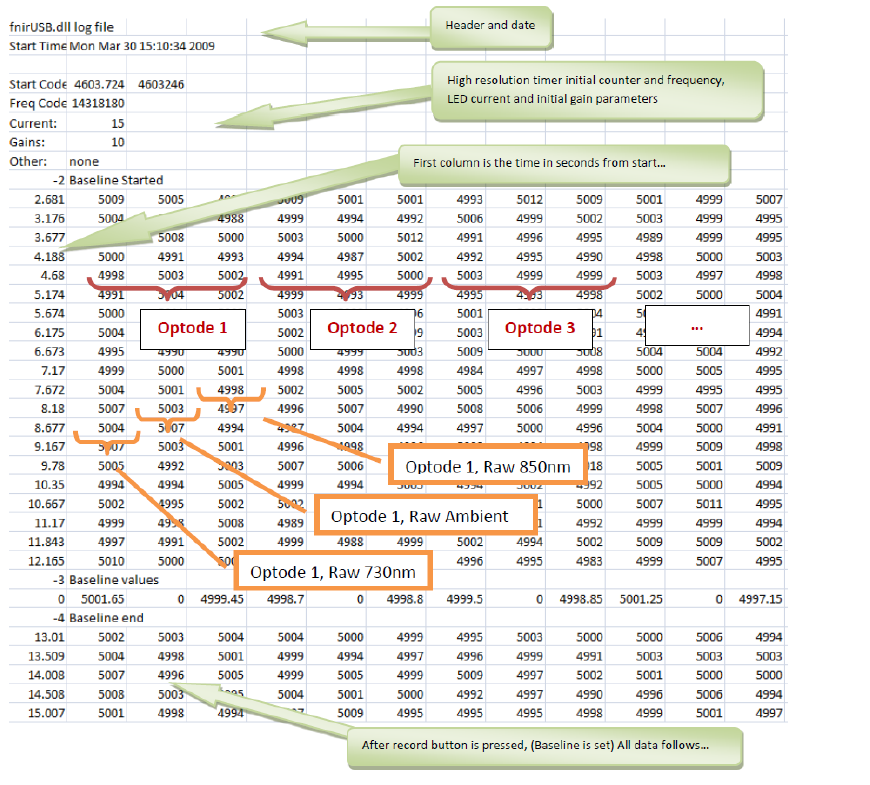 fnirUSB.dll log file
Header and date
Start Time Mon Mar 30 15:10:34 2009
High resolution timer initial counter and frequency,
LED current and initial gain parameters
Start Code 4603.724 4603246
Freq Code 14318180
Current: 15
Gains: 10
Other: none
First column is the time in seconds from start...
-2 Baseline Started
2.681 5009 5005 5001 5001 4993 5012 5009 5001 4999 5007
3.176 5004 4988 4999 4994 4992 5006 4999 5002 5003 4999 4995
3.677 5008 5000 5003 5000 5012 4991 4996 4995 4989 4999 4995
4.188 5000 4991 4993 4994 4987 5002 4992 4995 4990 4998 5000 5003
4.68 4998 5003 5002 4991 4995 5000 5003 4999 4999 5003 4997 4998
5.174 4991 5002 4999 4993 4999 4995 4998 5002 5000 5004
5.674 5000 5003 5001 4991
Optode 1
Optode 2
Optode 3
...
6.175 5004 4999 5003 4994
6.673 4995 4990 4990 5000 4999 5003 5009 5000 5008 5004 5004 4992
7.17 4999 5000 5001 4998 4998 4998 4984 4997 4998 5000 4995 4995
7.672 5004 5001 4998 5002 5005 5002 5005 4996 5003 4999 4995 4995
8.18 5007 5003 4997 4996 5007 4990 5008 5006 4999 4998 5007 4996
8.677 5004 5007 4994 4987 5004 4994 4997 5000 4996 5004 5000 4991
9.167 5007 5003 5001 4996 4998 4998 4999 5009 4998
9.78 5005 4992 5003 5007 5006 5005 5001 5009
Optode 1, Raw 850nm
10.35 4994 4994 5005 4999 4994 4992 5005 5000 4994
10.667 5002 4995 5002 5002 5000 5007 5011 4995
Optode 1, Raw Ambient
11.17 4999 4998 5008 4989 4992 4999 4999 4994
11.843 4997 4991 5002 4999 4988 4999 5002 4994 5002 5009 5009 5002
12.165 5010 5000 4996 4995 4983 4999 5007 4995
Optode 1, Raw 730nm
-3 Baseline values
0 5001.65 0 4999.45 4998.7 0 4998.8 4999.5 0 4998.85 5001.25 0 4997.15
-4 Baseline end
13.01 5002 5003 5004 5004 5000 4999 4995 5003 5000 5000 5006 4994
13.509 5004 4998 5001 4999 4994 4997 4996 4999 4991 5003 5003 5003
14.008 5007 4996 5005 4999 5005 4999 5009 4997 5002 5001 5000 5000
14.508 5008 5003 5004 5001 5000 4992 4997 4990 4996 5006 4994
15.007 5001 4998 4994 5009 4995 4995 4995 4998 4999 5001 4997
After record button is pressed, (Baseline is set) All data follows...